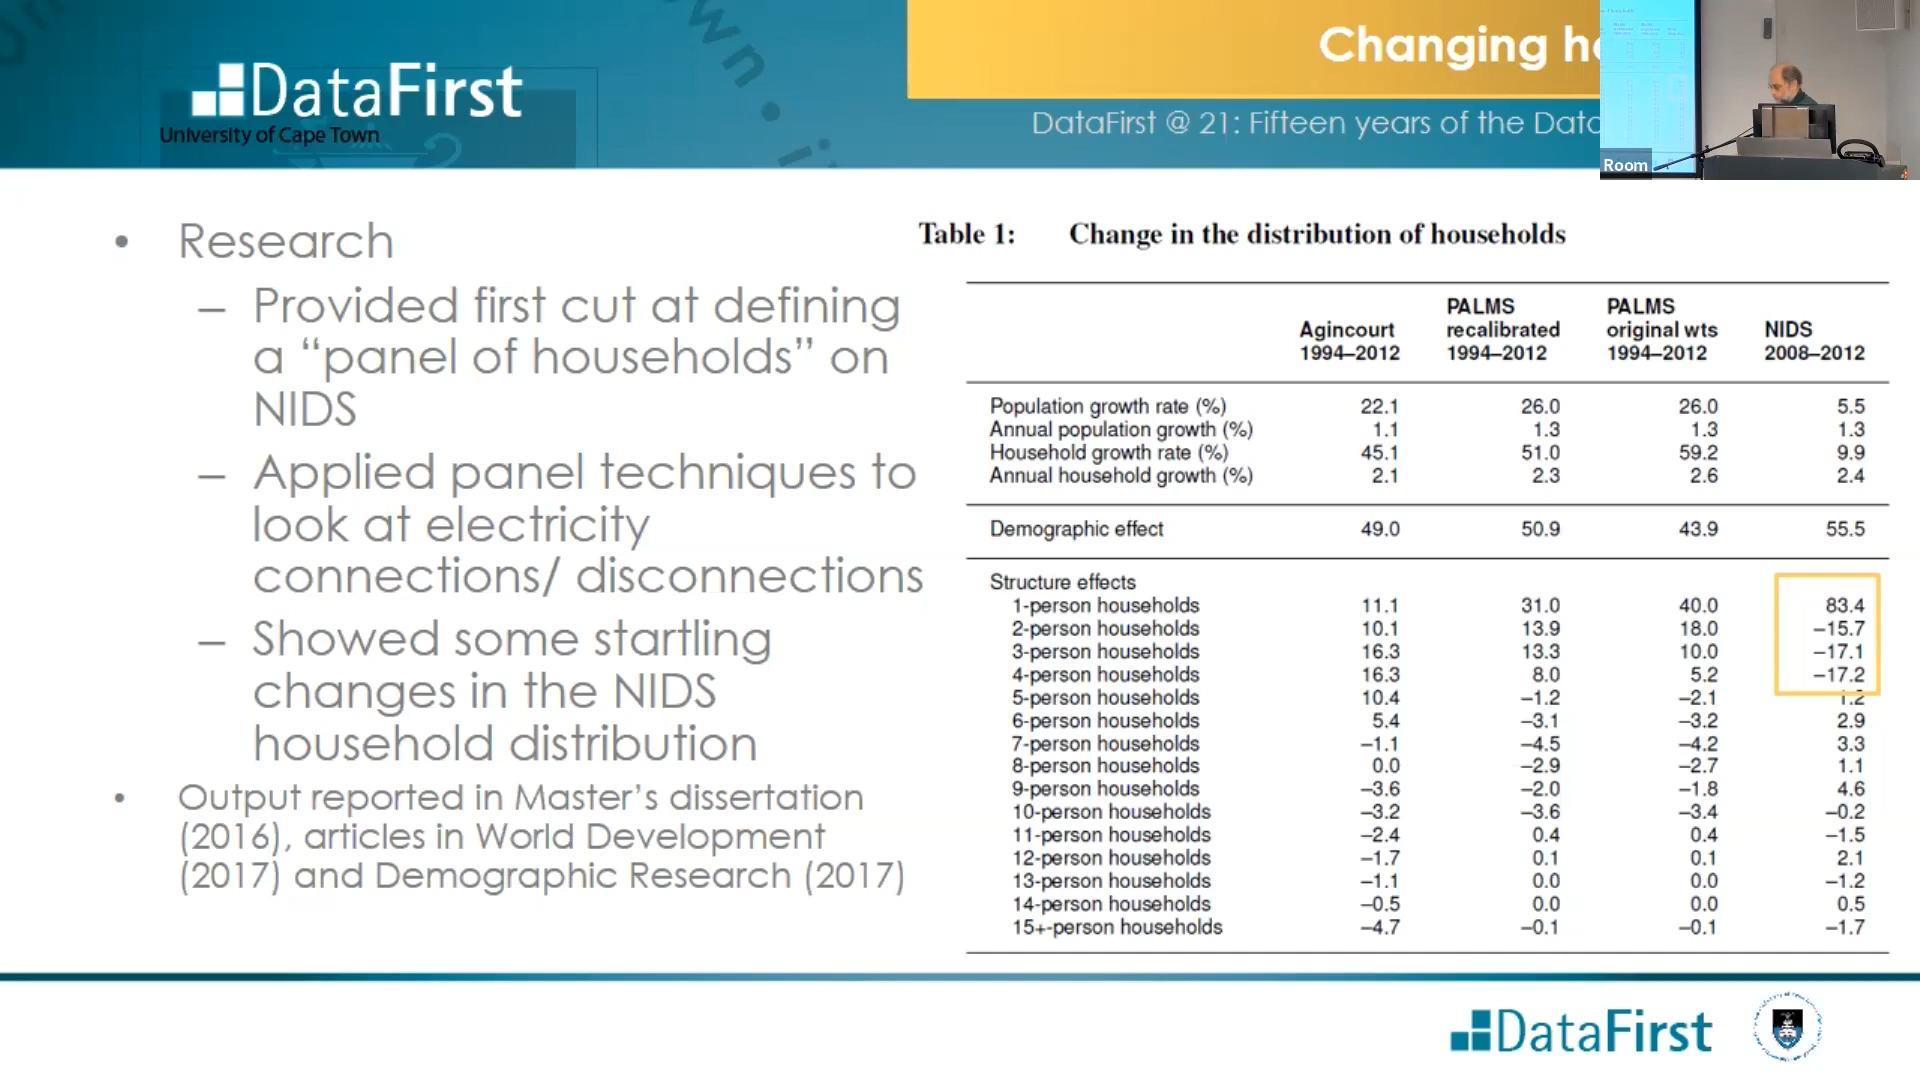 DataFirst
University of Cape Town
Changing
DataFirst @ 21: Fifteen years of the
Room
• Research
– Provided first cut at defining
a “panel of households” on
NIDS
– Applied panel techniques to
look at electricity
connections/ disconnections
– Showed some startling
changes in the NIDS
household distribution
• Output reported in Master’s dissertation
(2016), articles in World Development
(2017) and Demographic Research (2017)
Table 1: Change in the distribution of households
PALMS PALMS
Agincourt recalibrated original wts NIDS
1994–2012 1994–2012 1994–2012 2008–2012
Population growth rate (%) 22.1 26.0 26.0 5.5
Annual population growth (%) 1.1 1.3 1.3 1.3
Household growth rate (%) 45.1 51.0 59.2 9.9
Annual household growth (%) 2.1 2.3 2.6 2.4
Demographic effect 49.0 50.9 43.9 55.5
Structure effects
1-person households 11.1 31.0 40.0 83.4
2-person households 10.1 13.9 18.0 –15.7
3-person households 16.3 13.3 10.0 –17.1
4-person households 16.3 8.0 5.2 –17.2
5-person households 10.4 –1.2 –2.1 1.2
6-person households 5.4 –3.1 –3.2 2.9
7-person households –1.1 –4.5 –4.2 3.3
8-person households 0.0 –2.9 –2.7 1.1
9-person households –3.6 –2.0 –1.8 4.6
10-person households –3.2 –3.6 –3.4 –0.2
11-person households –2.4 0.4 0.4 –1.5
12-person households –1.7 0.1 0.1 2.1
13-person households –1.1 0.0 0.0 –1.2
14-person households –0.5 0.0 0.0 0.5
15+-person households –4.7 –0.1 –0.1 –1.7
DataFirst